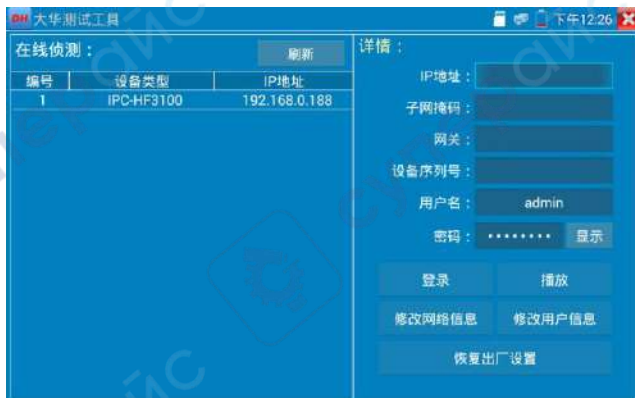 DH 大华测试工具 下午12:26
在线侦测： 刷新
编号 设备类型 IP地址
1 IPC-HF3100 192.168.0.188
详情：
IP地址：
子网掩码：
网关：
设备序列号：
用户名： admin
密码： •••••••• 显示
登录 播放
修改网络信息 修改用户信息
恢复出厂设置